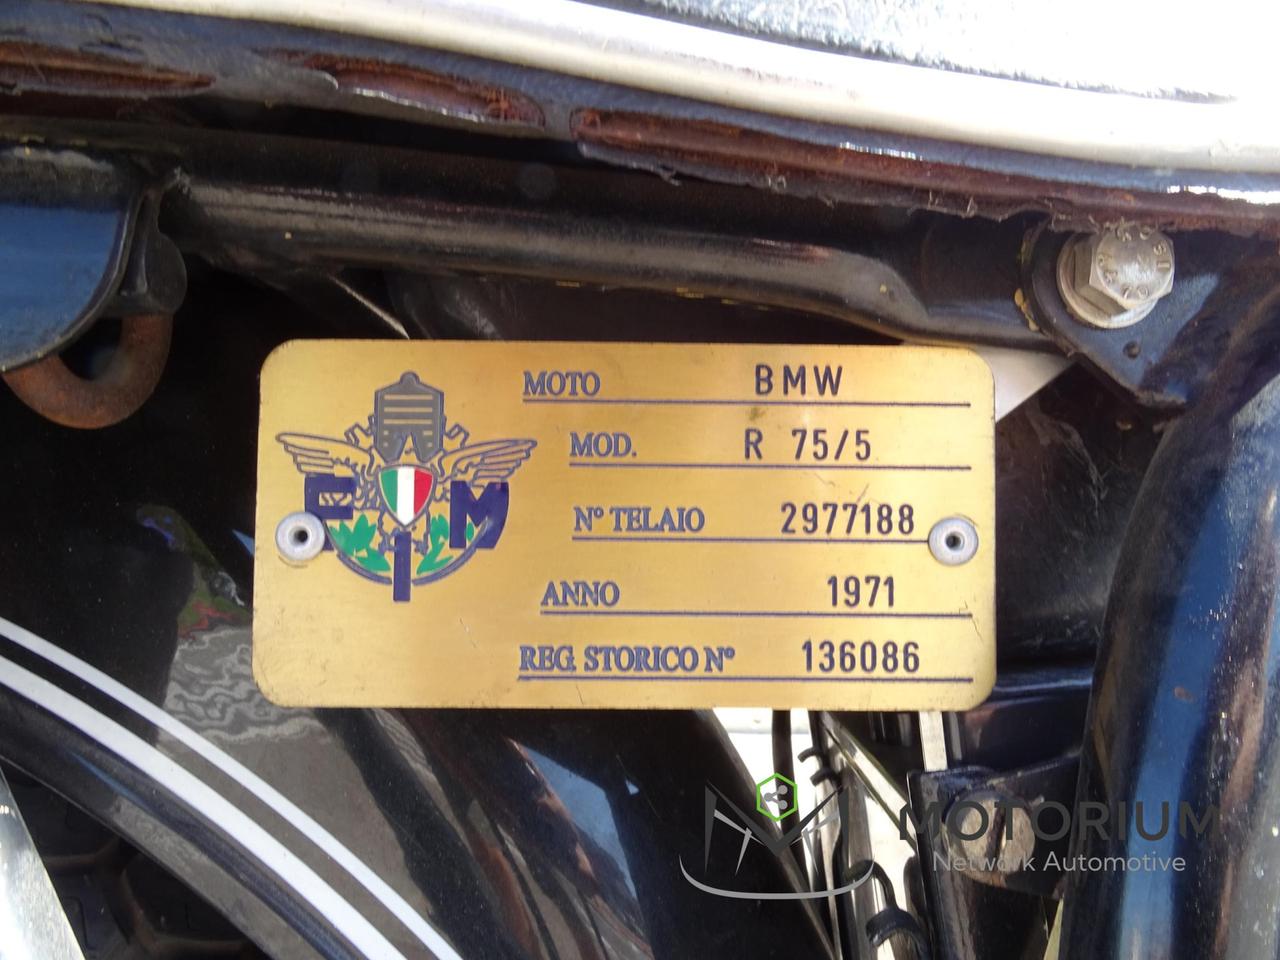 MOTO BMW
MOD. R 75/5
N° TELAIO 2977188
ANNO 1971
REG. STORICO N° 136086
F M
I
MOTORIUM
Network Automotive